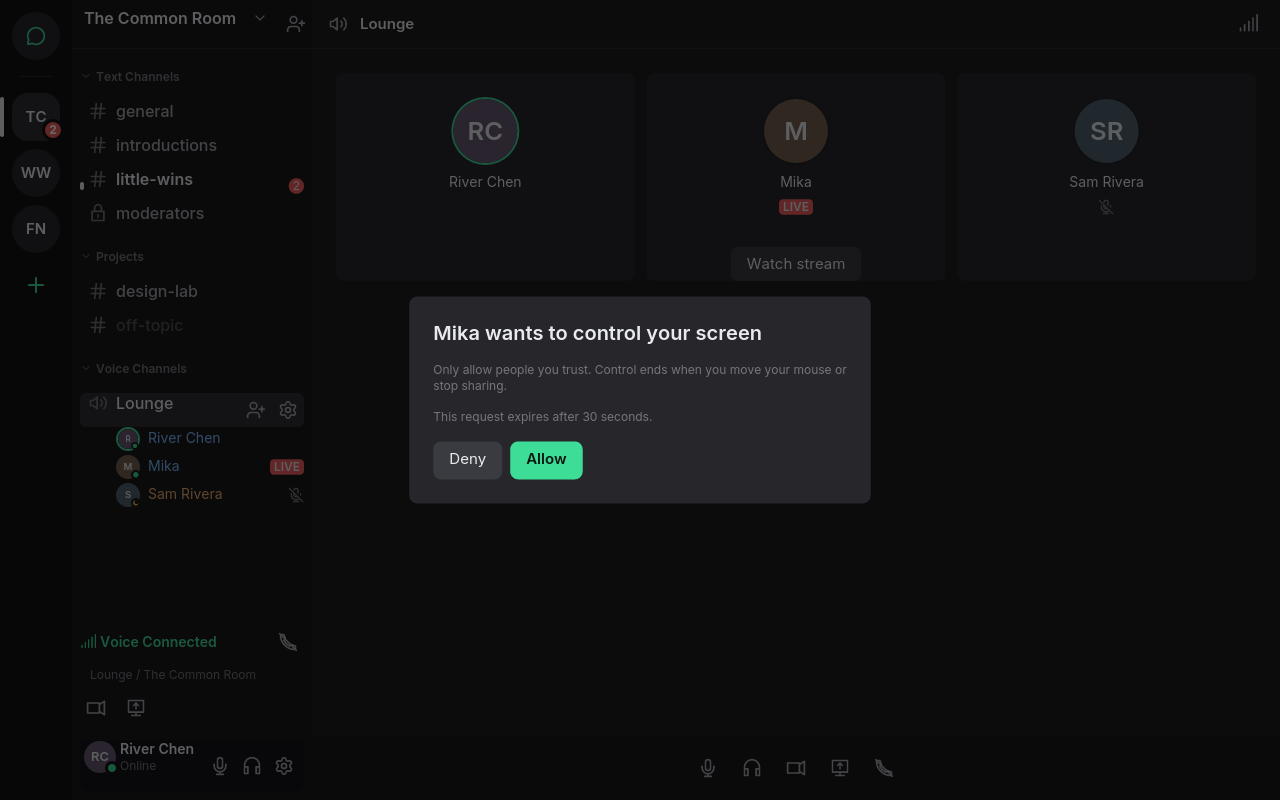 TC
2
WW
FN
The Common Room
Text Channels
general
introductions
little-wins
2
moderators
Projects
design-lab
off-topic
Voice Channels
Lounge
R
River Chen
M
Mika
LIVE
S
Sam Rivera
Voice Connected
Lounge / The Common Room
RC
River Chen
Online
Lounge
RC
River Chen
M
Mika
LIVE
Watch stream
SR
Sam Rivera
Mika wants to control your screen
Only allow people you trust. Control ends when you move your mouse or
stop sharing.
This request expires after 30 seconds.
Deny
Allow